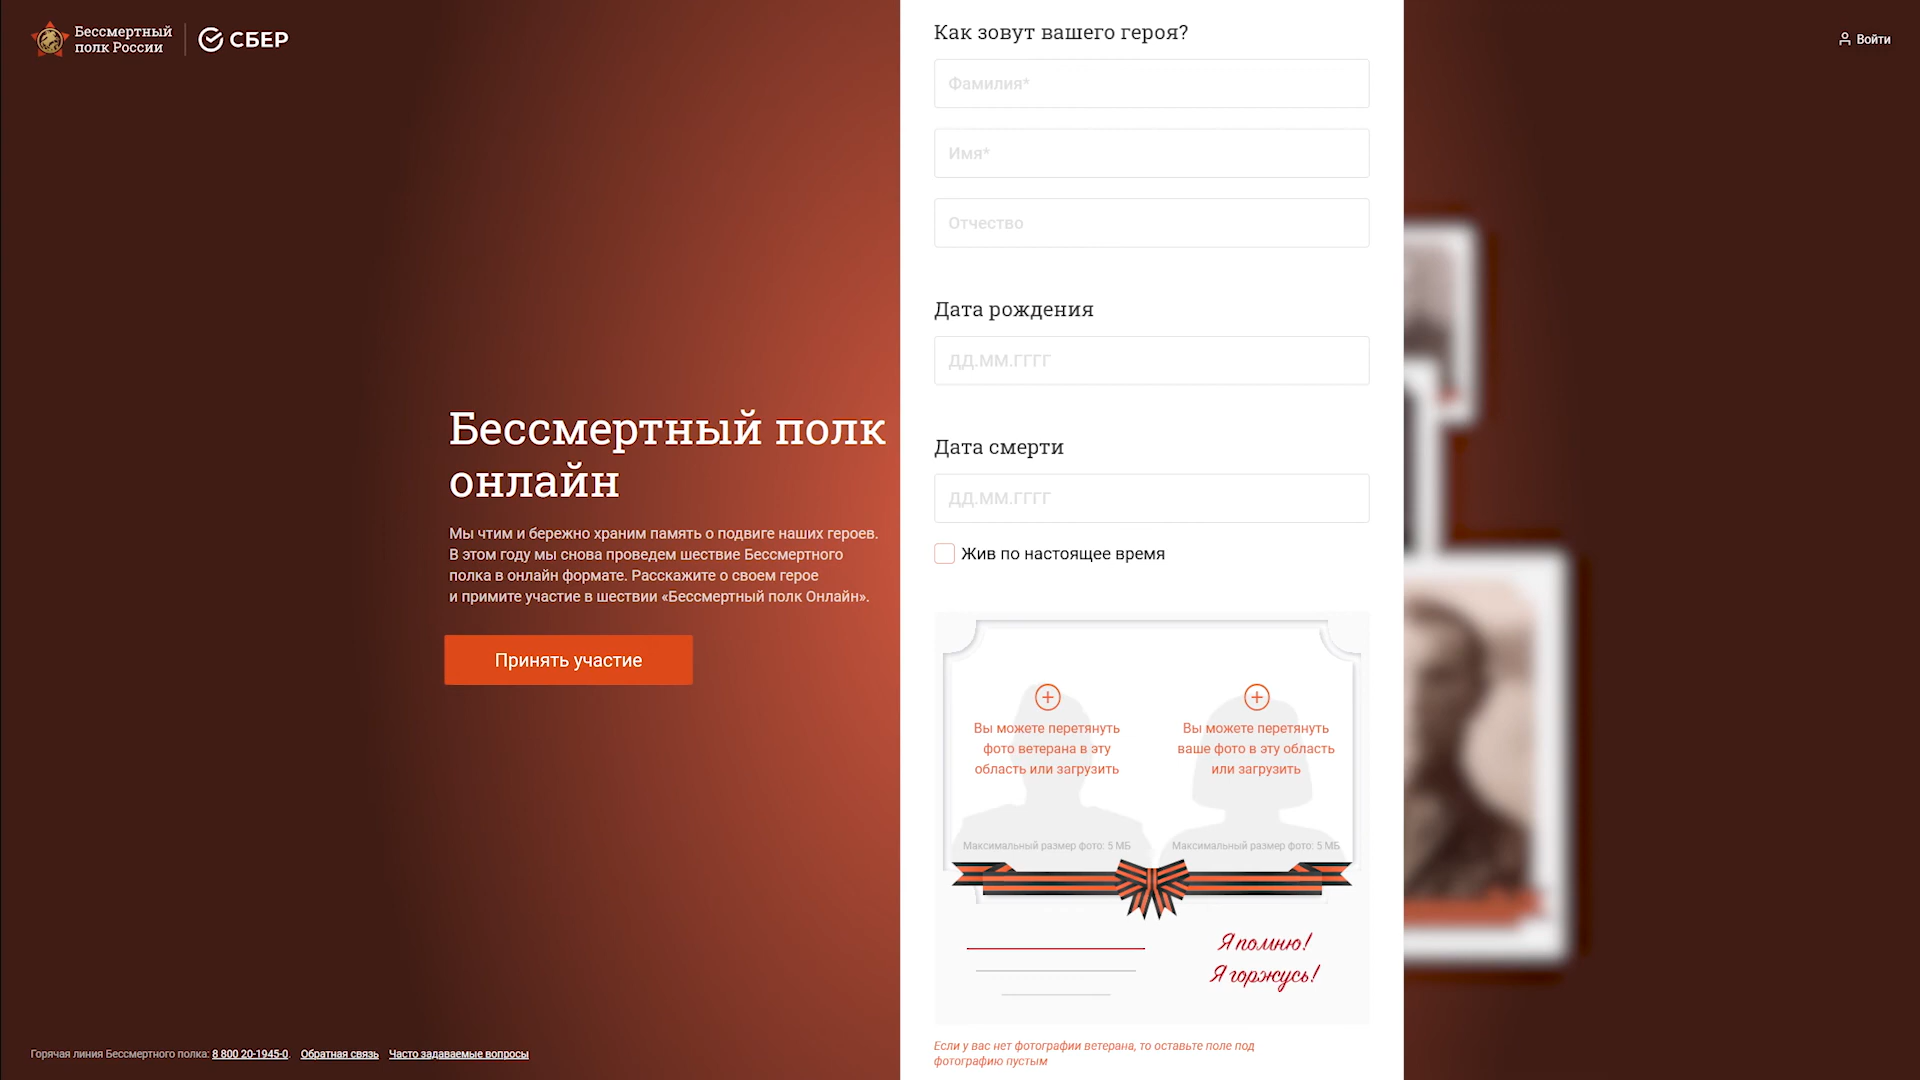 Бессмертный
полк России
СБЕР
Войти
Бессмертный полк
онлайн
Мы чтим и бережно храним память о подвиге наших героев.
В этом году мы снова проведем шествие Бессмертного
полка в онлайн формате. Расскажите о своем герое
и примите участие в шествии «Бессмертный полк Онлайн».
Принять участие
Горячая линия Бессмертного полка: 8 800 20-1945-0. Обратная связь Часто задаваемые вопросы
Как зовут вашего героя?
Фамилия*
Имя*
Отчество
Дата рождения
ДД.ММ.ГГГГ
Дата смерти
ДД.ММ.ГГГГ
Жив по настоящее время
Вы можете перетянуть
фото ветерана в эту
область или загрузить
Максимальный размер фото: 5 МБ
Вы можете перетянуть
ваше фото в эту область
или загрузить
Максимальный размер фото: 5 МБ
Я помню!
Я горжусь!
Если у вас нет фотографии ветерана, то оставьте поле под
фотографию пустым